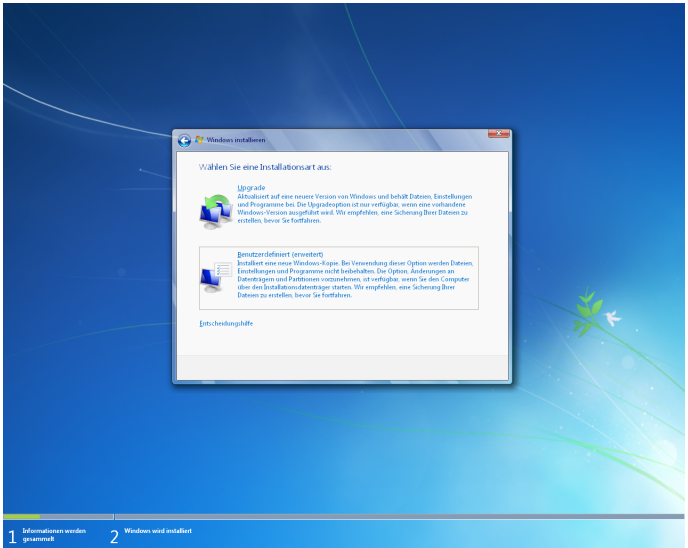 Windows installieren
Wählen Sie eine Installationsart aus:
Upgrade
Aktualisiert auf eine neuere Version von Windows und behält Dateien, Einstellungen
und Programme bei. Die Upgradeoption ist nur verfügbar, wenn eine vorhandene
Windows-Version ausgeführt wird. Wir empfehlen, eine Sicherung Ihrer Dateien zu
erstellen, bevor Sie fortfahren.
Benutzerdefiniert (erweitert)
Installiert eine neue Windows-Kopie. Bei Verwendung dieser Option werden Dateien,
Einstellungen und Programme nicht beibehalten. Die Option, Änderungen an
Datenträgern und Partitionen vorzunehmen, ist verfügbar, wenn Sie den Computer
über den Installationsdatenträger starten. Wir empfehlen, eine Sicherung Ihrer
Dateien zu erstellen, bevor Sie fortfahren.
Entscheidungshilfe
1 Informationen werden
gesammelt
2 Windows wird installiert